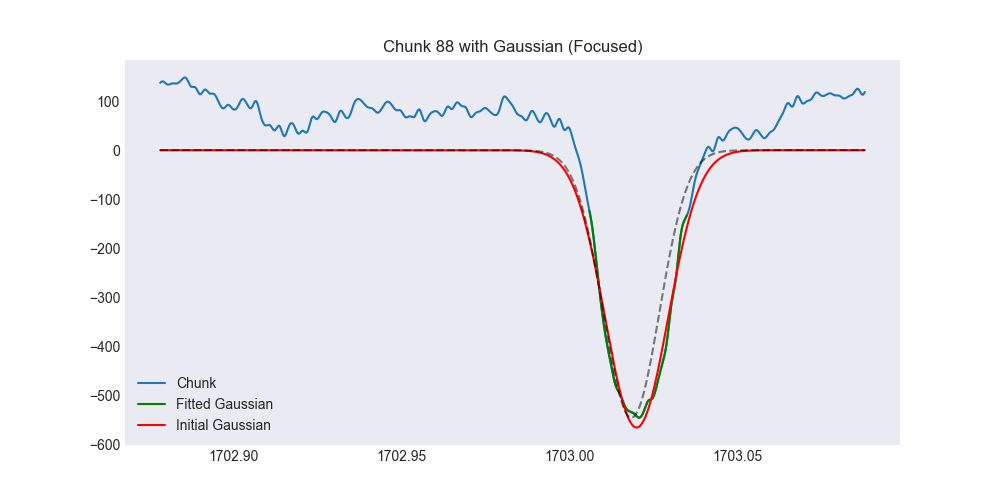 Chunk 88 with Gaussian (Focused)
100
0
−100
−200
−300
−400
−500
−600
Chunk
Fitted Gaussian
Initial Gaussian
1702.90 1702.95 1703.00 1703.05